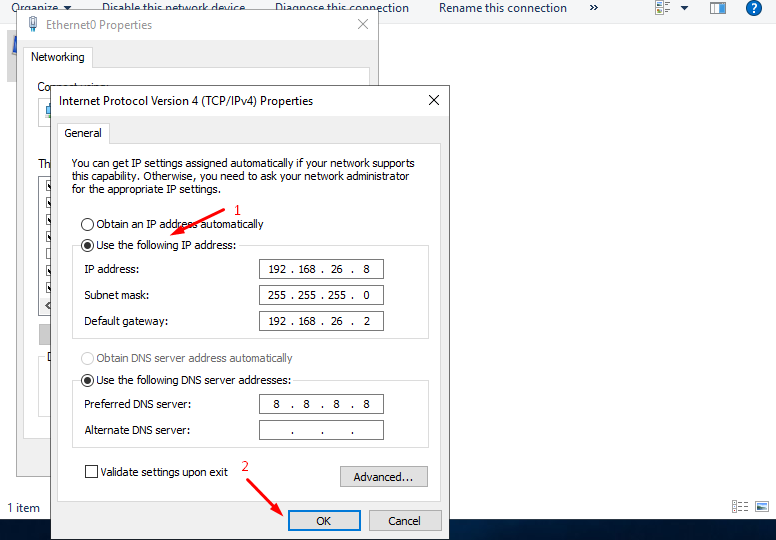 Organize Disable this network device Diagnose this connection Rename this connection »
Ethernet0 Properties
Networking
Internet Protocol Version 4 (TCP/IPv4) Properties
General
You can get IP settings assigned automatically if your network supports
this capability. Otherwise, you need to ask your network administrator
for the appropriate IP settings.
1
Obtain an IP address automatically
Use the following IP address:
IP address: 192 . 168 . 26 . 8
Subnet mask: 255 . 255 . 255 . 0
Default gateway: 192 . 168 . 26 . 2
Obtain DNS server address automatically
Use the following DNS server addresses:
Preferred DNS server: 8 . 8 . 8 . 8
Alternate DNS server: . . .
2
Validate settings upon exit
Advanced...
OK Cancel
1 item